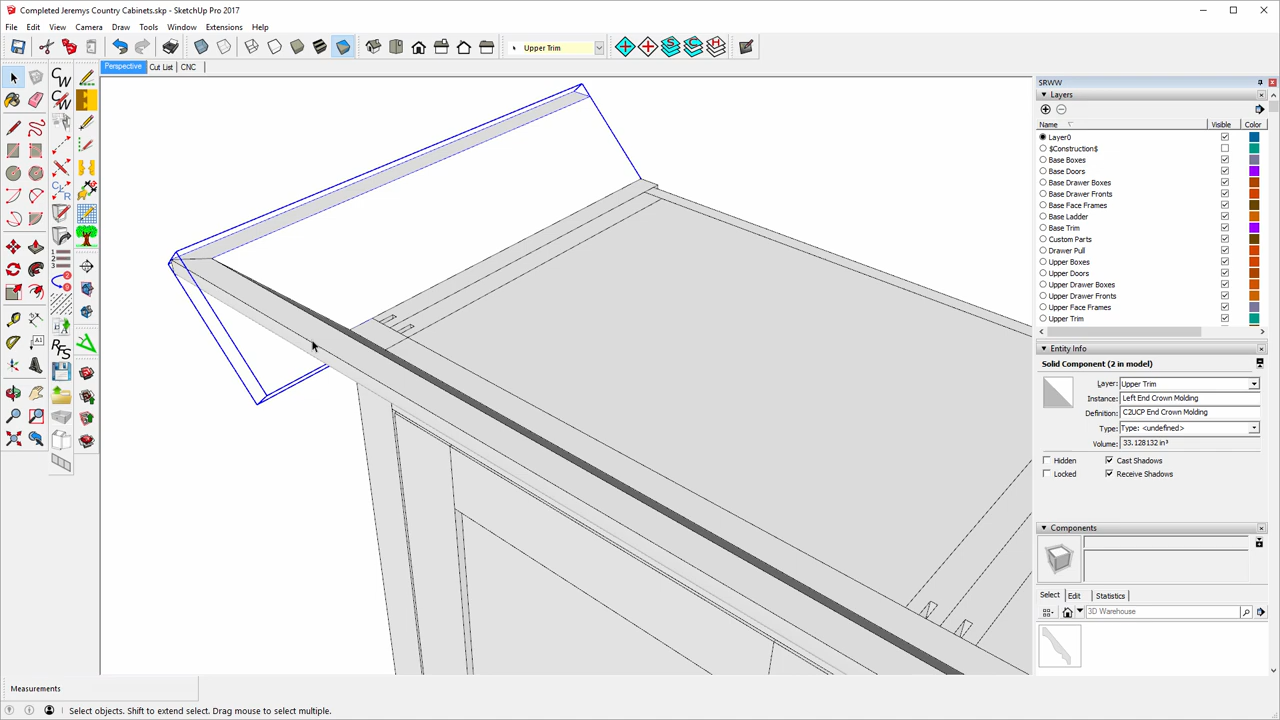 Completed Jeremys Country Cabinets.skp - SketchUp Pro 2017
File Edit View Camera Draw Tools Window Extensions Help
Upper Trim
Perspective Cut List CNC
SRWW
Layers
Name Visible Color
Layer0
$Construction$
Base Boxes
Base Doors
Base Drawer Boxes
Base Drawer Fronts
Base Face Frames
Base Ladder
Base Trim
Custom Parts
Drawer Pull
Upper Boxes
Upper Doors
Upper Drawer Boxes
Upper Drawer Fronts
Upper Face Frames
Upper Trim
Entity Info
Solid Component (2 in model)
Layer: Upper Trim
Instance: Left End Crown Molding
Definition: C2UCP End Crown Molding
Type: Type: <undefined>
Volume: 33.128132 in³
Hidden Cast Shadows
Locked Receive Shadows
Components
Select Edit Statistics
3D Warehouse
Measurements
Select objects. Shift to extend select. Drag mouse to select multiple.